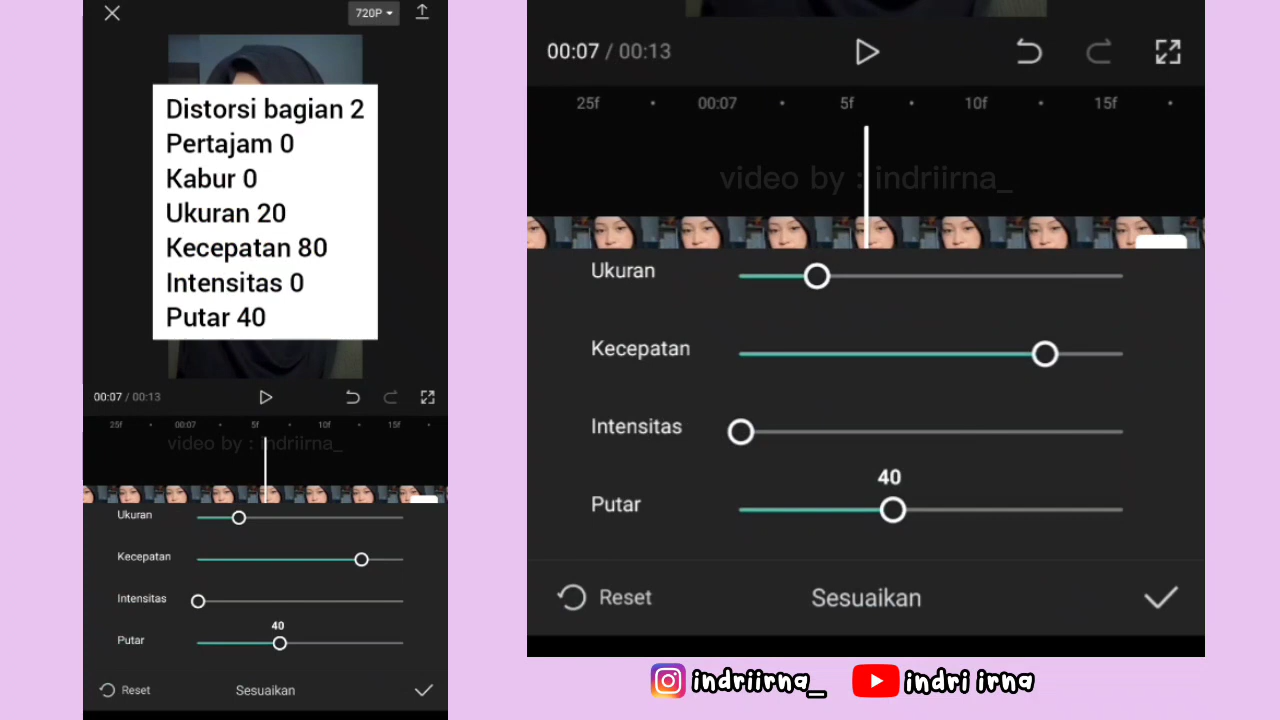 720P
Distorsi bagian 2
Pertajam 0
Kabur 0
Ukuran 20
Kecepatan 80
Intensitas 0
Putar 40
00:07 / 00:13
25f 00:07 5f 10f 15f
video by : indriirna_
Ukuran
Kecepatan
Intensitas
40
Putar
Reset Sesuaikan
00:07 / 00:13
25f 00:07 5f 10f 15f
video by : indriirna_
Ukuran
Kecepatan
Intensitas
40
Putar
Reset Sesuaikan
indriirna_ indri irna